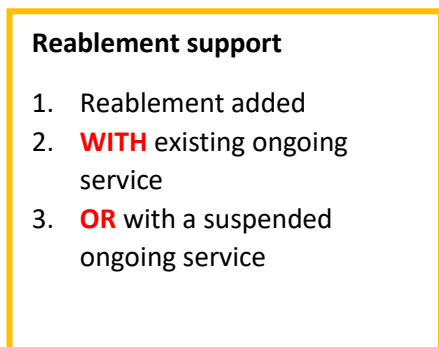 Reablement support
1. Reablement added
2. WITH existing ongoing
service
3. OR with a suspended
ongoing service